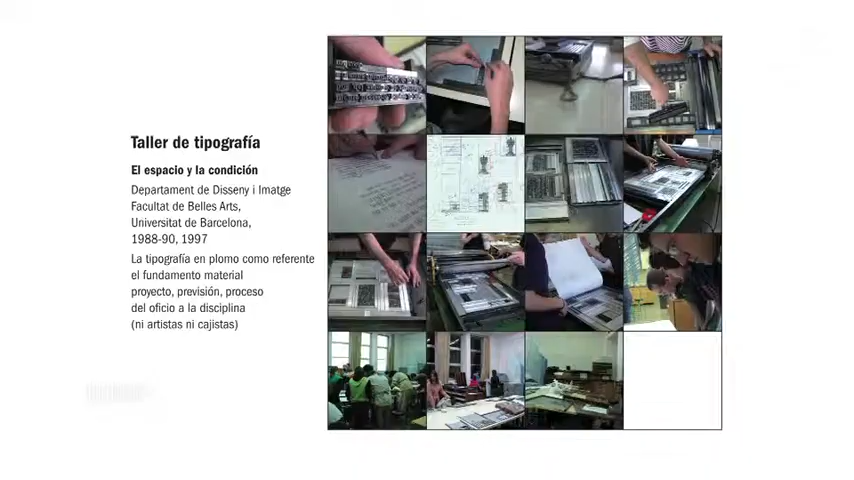 Taller de tipografía
El espacio y la condición
Departament de Disseny i Imatge
Facultat de Belles Arts,
Universitat de Barcelona,
1988-90, 1997
La tipografía en plomo como referente
el fundamento material
proyecto, previsión, proceso
del oficio a la disciplina
(ni artistas ni cajistas)